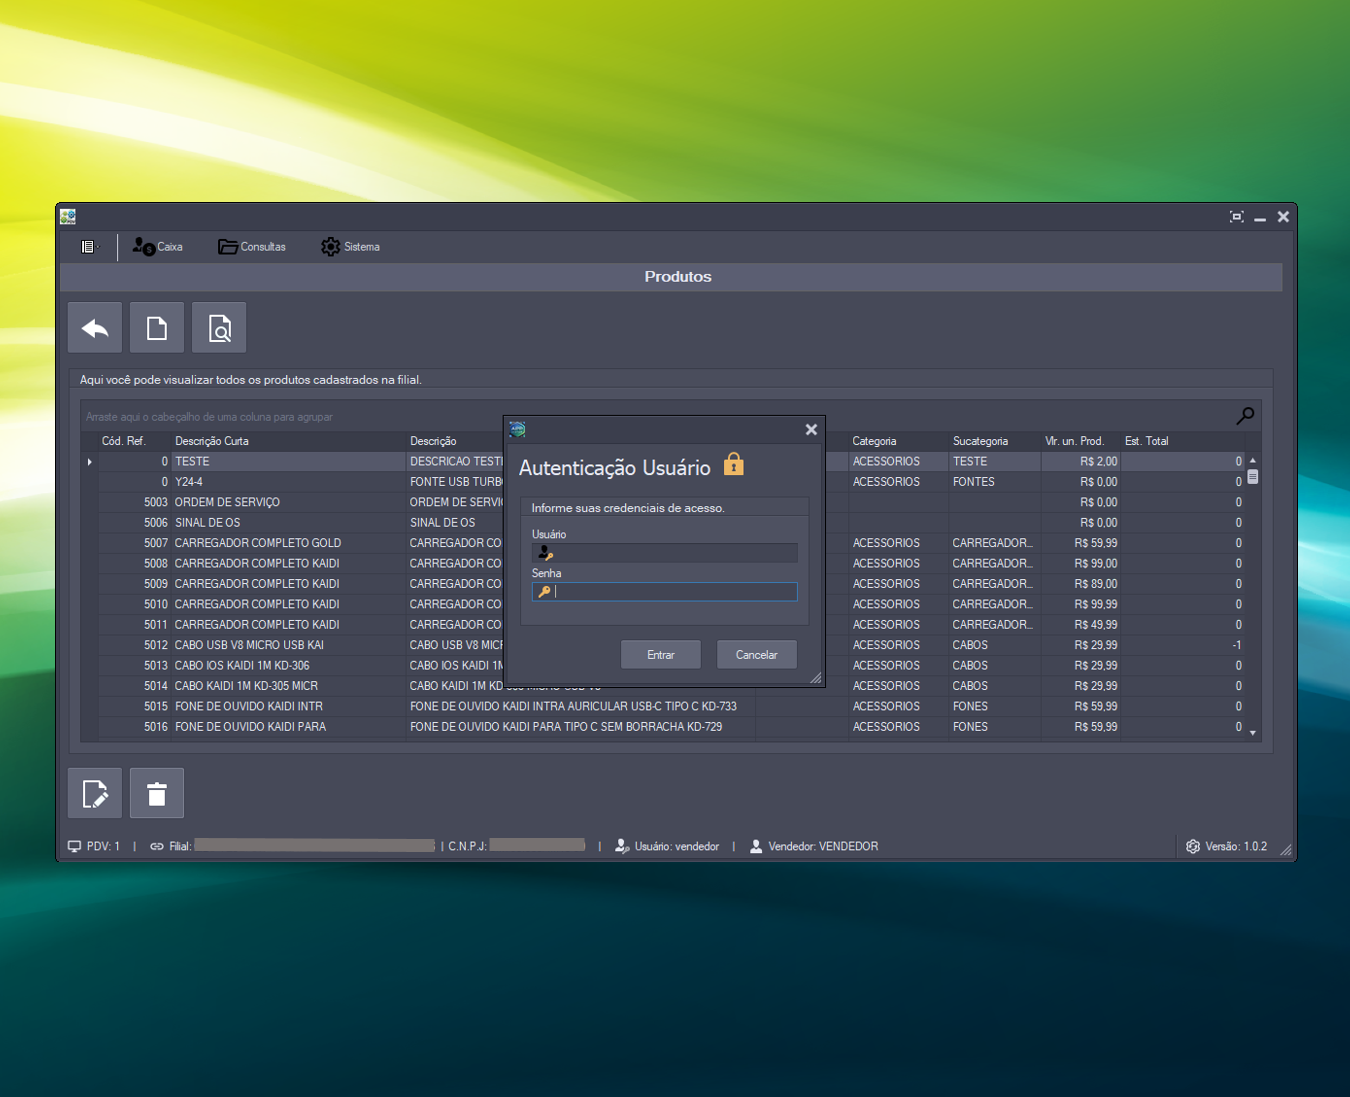 Caixa Consultas Sistema
Produtos
Aqui você pode visualizar todos os produtos cadastrados na filial.
Arraste aqui o cabeçalho de uma coluna para agrupar
Cód. Ref. Descrição Curta Descrição Categoria Sucategoria Vlr. un. Prod. Est. Total
0 TESTE DESCRICAO TEST ACESSORIOS TESTE R$ 2,00 0
0 Y24-4 FONTE USB TURB ACESSORIOS FONTES R$ 0,00 0
5003 ORDEM DE SERVIÇO ORDEM DE SERVI R$ 0,00 0
5006 SINAL DE OS SINAL DE OS R$ 0,00 0
5007 CARREGADOR COMPLETO GOLD CARREGADOR CO ACESSORIOS CARREGADOR... R$ 59,99 0
5008 CARREGADOR COMPLETO KAIDI CARREGADOR CO ACESSORIOS CARREGADOR... R$ 99,00 0
5009 CARREGADOR COMPLETO KAIDI CARREGADOR CO ACESSORIOS CARREGADOR... R$ 89,00 0
5010 CARREGADOR COMPLETO KAIDI CARREGADOR CO ACESSORIOS CARREGADOR... R$ 99,99 0
5011 CARREGADOR COMPLETO KAIDI CARREGADOR CO ACESSORIOS CARREGADOR... R$ 49,99 0
5012 CABO USB V8 MICRO USB KAI CABO USB V8 MICR ACESSORIOS CABOS R$ 29,99 -1
5013 CABO IOS KAIDI 1M KD-306 CABO IOS KAIDI 1M ACESSORIOS CABOS R$ 29,99 0
5014 CABO KAIDI 1M KD-305 MICR CABO KAIDI 1M KD-305 MICRO USB V8 ACESSORIOS CABOS R$ 29,99 0
5015 FONE DE OUVIDO KAIDI INTR FONE DE OUVIDO KAIDI INTRA AURICULAR USB-C TIPO C KD-733 ACESSORIOS FONES R$ 59,99 0
5016 FONE DE OUVIDO KAIDI PARA FONE DE OUVIDO KAIDI PARA TIPO C SEM BORRACHA KD-729 ACESSORIOS FONES R$ 59,99 0
Autenticação Usuário
Informe suas credenciais de acesso.
Usuário
Senha
Entrar Cancelar
PDV: 1 | Filial: | C.N.P.J: | Usuário: vendedor | Vendedor: VENDEDOR Versão: 1.0.2